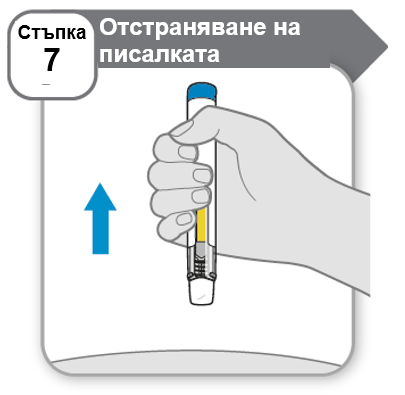 Стъпка
7
Отстраняване на
писалката